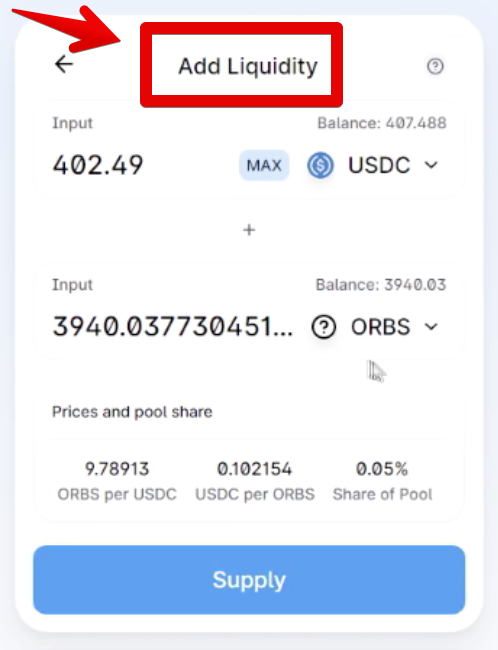 Add Liquidity
Input Balance: 407.488
402.49 MAX USDC
+
Input Balance: 3940.03
3940.037730451... ? ORBS
Prices and pool share
9.78913 0.102154 0.05%
ORBS per USDC USDC per ORBS Share of Pool
Supply